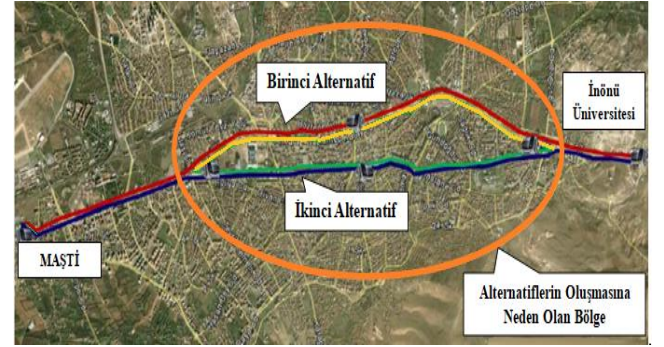 Birinci Alternatif
İnönü
Üniversitesi
İkinci Alternatif
MAŞTİ
Alternatiflerin Oluşmasına
Neden Olan Bölge